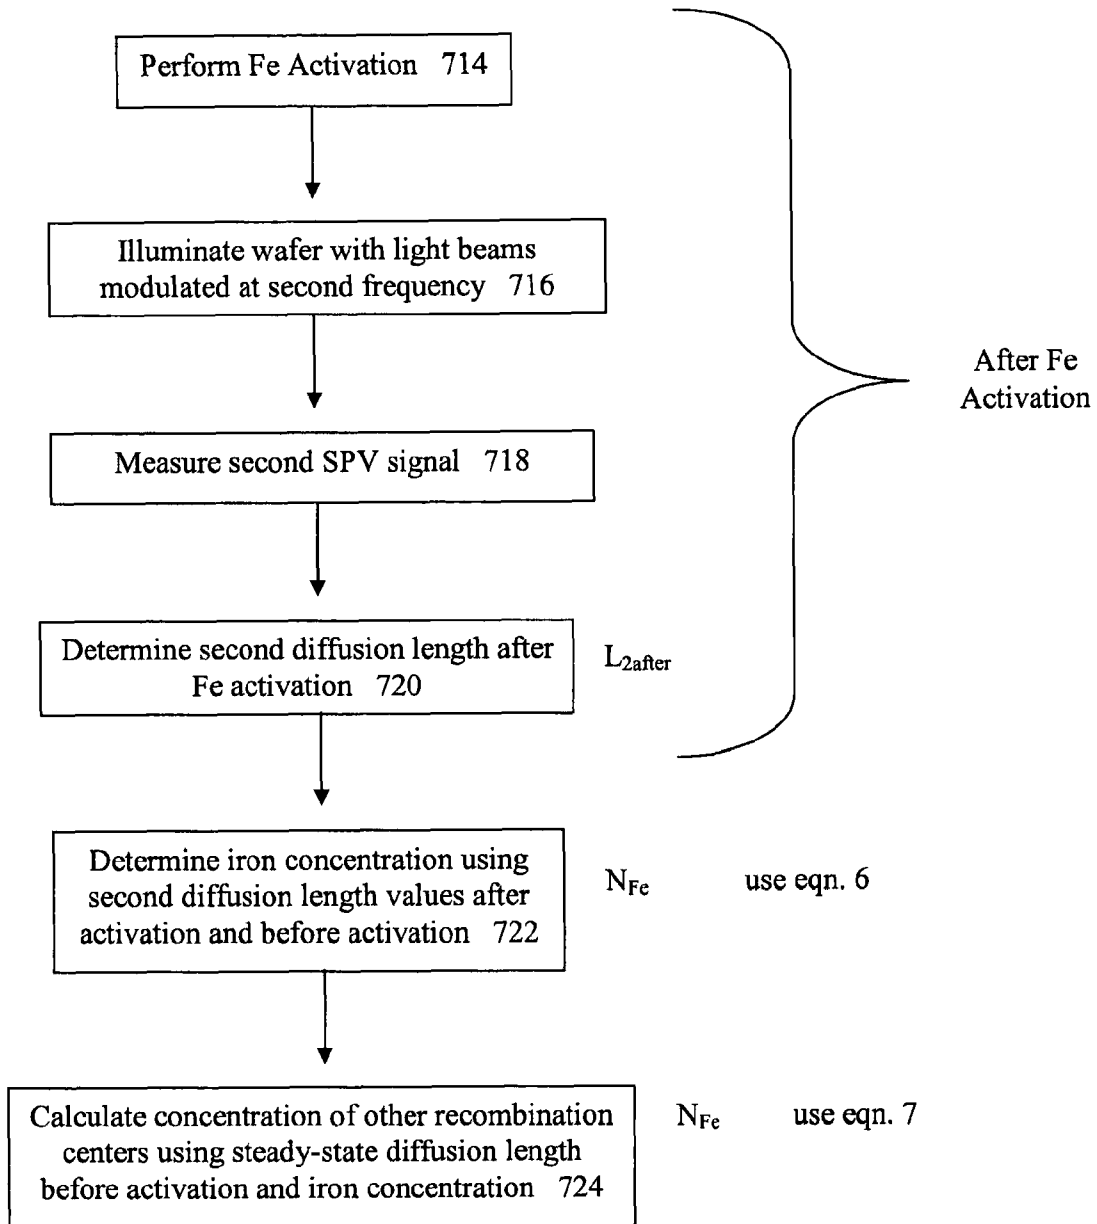 Perform Fe Activation 714
Illuminate wafer with light beams
modulated at second frequency 716
After Fe
Activation
Measure second SPV signal 718
Determine second diffusion length after
Fe activation 720
L2after
Determine iron concentration using
second diffusion length values after
activation and before activation 722
NFe use eqn. 6
Calculate concentration of other recombination
centers using steady-state diffusion length
before activation and iron concentration 724
NFe use eqn. 7